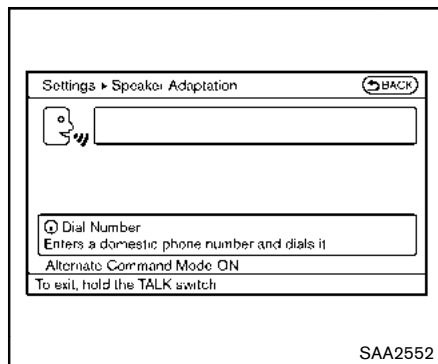 Settings ▸ Speaker Adaptation
BACK
Dial Number
Enters a domestic phone number and dials it
Alternate Command Mode ON
To exit, hold the TALK switch
SAA2552